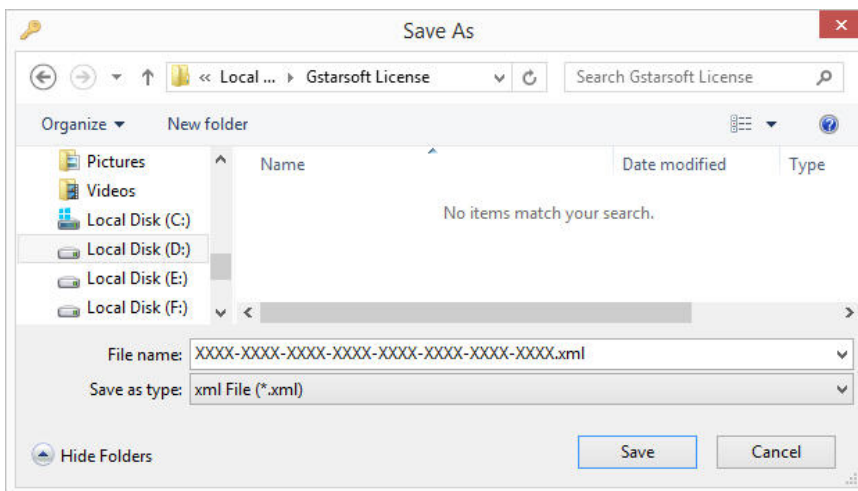 Save As
« Local ... Gstarsoft License
Search Gstarsoft License
Organize
New folder
Name
Date modified
Type
Pictures
Videos
Local Disk (C:)
Local Disk (D:)
Local Disk (E:)
Local Disk (F:)
No items match your search.
File name: XXXX-XXXX-XXXX-XXXX-XXXX-XXXX-XXXX-XXXX.xml
Save as type: xml File (*.xml)
Hide Folders
Save
Cancel